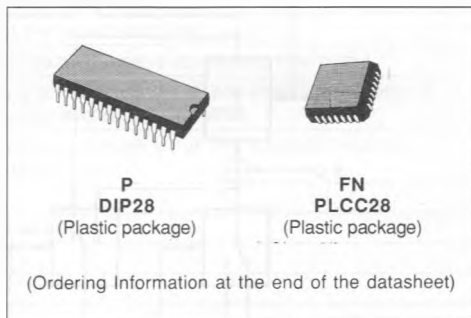 P
DIP28
(Plastic package)
FN
PLCC28
(Plastic package)
(Ordering Information at the end of the datasheet)